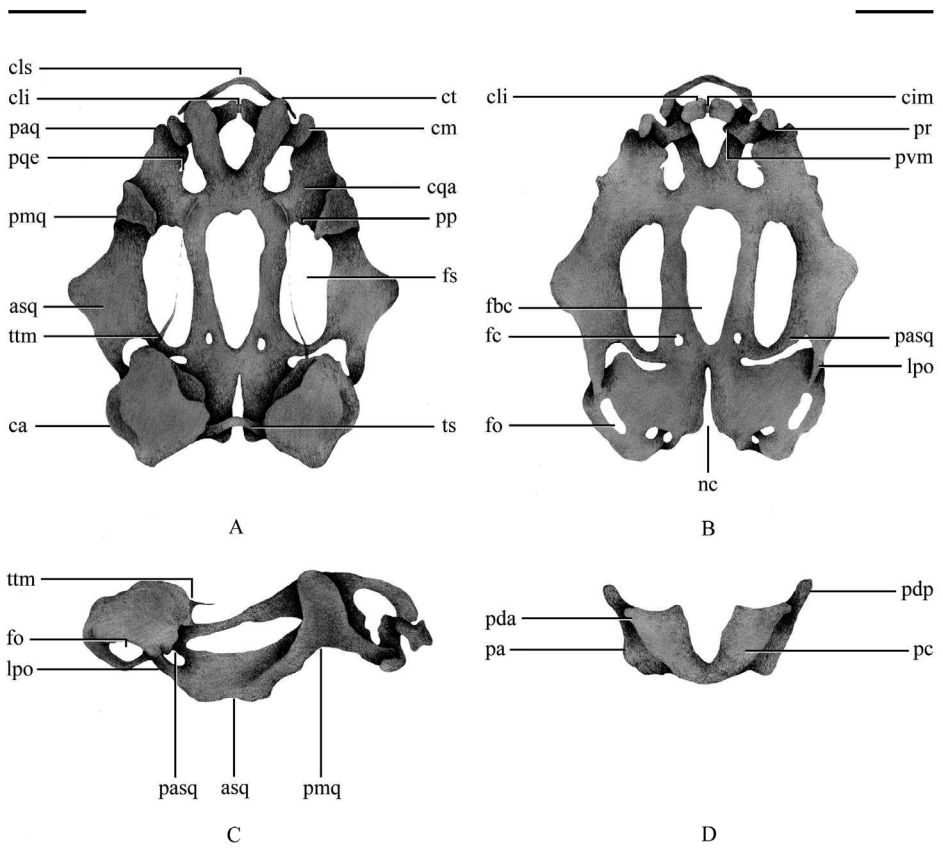 cls
cli
paq
pqe
pmq
asq
ttm
ca
ct
cm
cqa
pp
fs
ts
A
cli
fbc
fc
fo
cim
pr
pvm
pasq
lpo
nc
B
ttm
fo
lpo
pasq
asq
pmq
C
pda
pa
pdp
pc
D